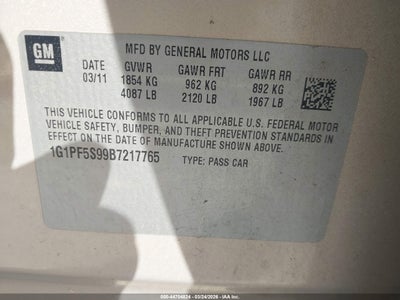 GM
MFD BY GENERAL MOTORS LLC
GVWR GAWR FRT GAWR RR
03/11 1854 KG 962 KG 892 KG
4087 LB 2120 LB 1967 LB
THIS VEHICLE CONFORMS TO ALL APPLICABLE U.S. FEDERAL MOTOR
VEHICLE SAFETY, BUMPER, AND THEFT PREVENTION STANDARDS IN
EFFECT ON THE DATE OF MANUFACTURE SHOWN ABOVE.
1G1PF5S99B7217765 TYPE: PASS CAR